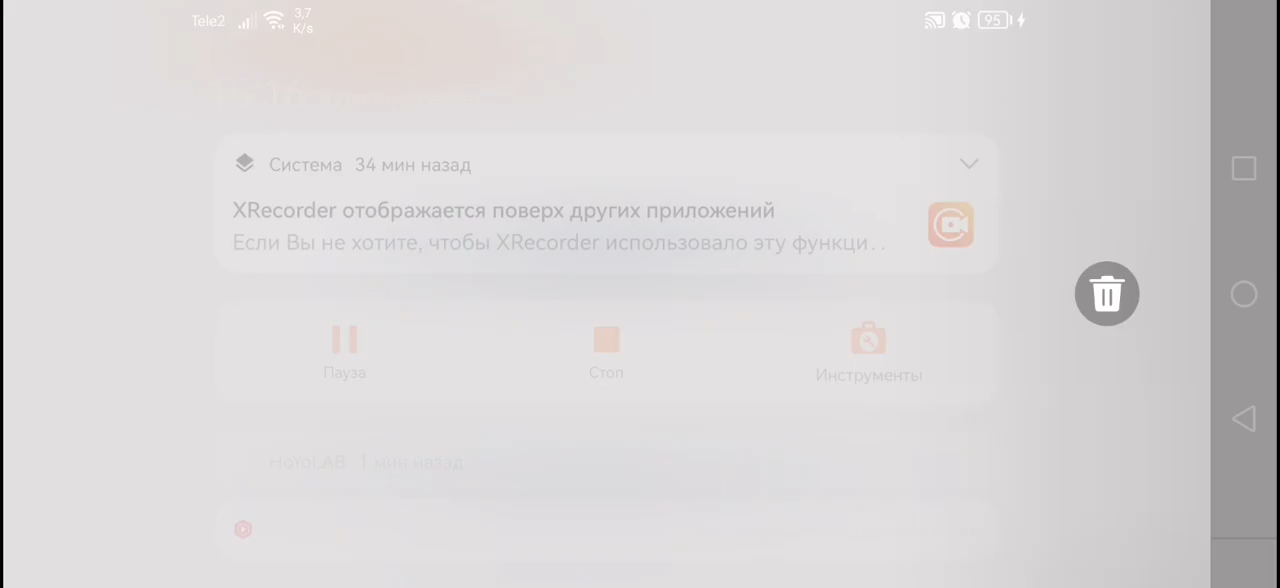 Tele2 3,7 95
K/s
Система 34 мин назад
XRecorder отображается поверх других приложений
Если Вы не хотите, чтобы XRecorder использовало эту функци..
Пауза Стоп Инструменты
HoYoLAB 1 мин назад